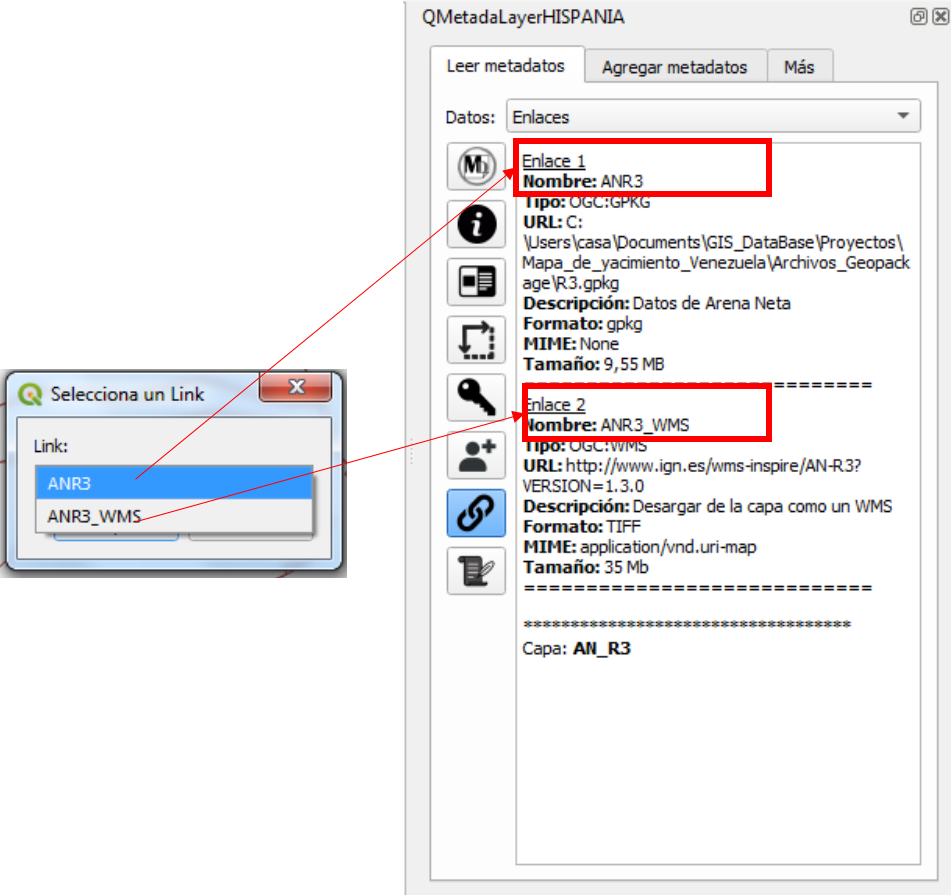 QMetadaLayerHISPANIA
Leer metadatos
Agregar metadatos
Más
Datos:
Enlaces
Enlace 1
Nombre: ANR3
Tipo: OGC:GPKG
URL: C:
\Users\casa\Documents\GIS_DataBase\Proyectos\
Mapa_de_yacimiento_Venezuela\Archivos_Geopack
age\R3.gpkg
Descripción: Datos de Arena Neta
Formato: gpkg
MIME: None
Tamaño: 9,55 MB
=============================
Enlace 2
Nombre: ANR3_WMS
Tipo: OGC:WMS
URL: http://www.ign.es/wms-inspire/AN-R3?
VERSION=1.3.0
Descripción: Desargar de la capa como un WMS
Formato: TIFF
MIME: application/vnd.uri-map
Tamaño: 35 Mb
=============================
************************************
Capa: AN_R3
Selecciona un Link
Link:
ANR3
ANR3_WMS